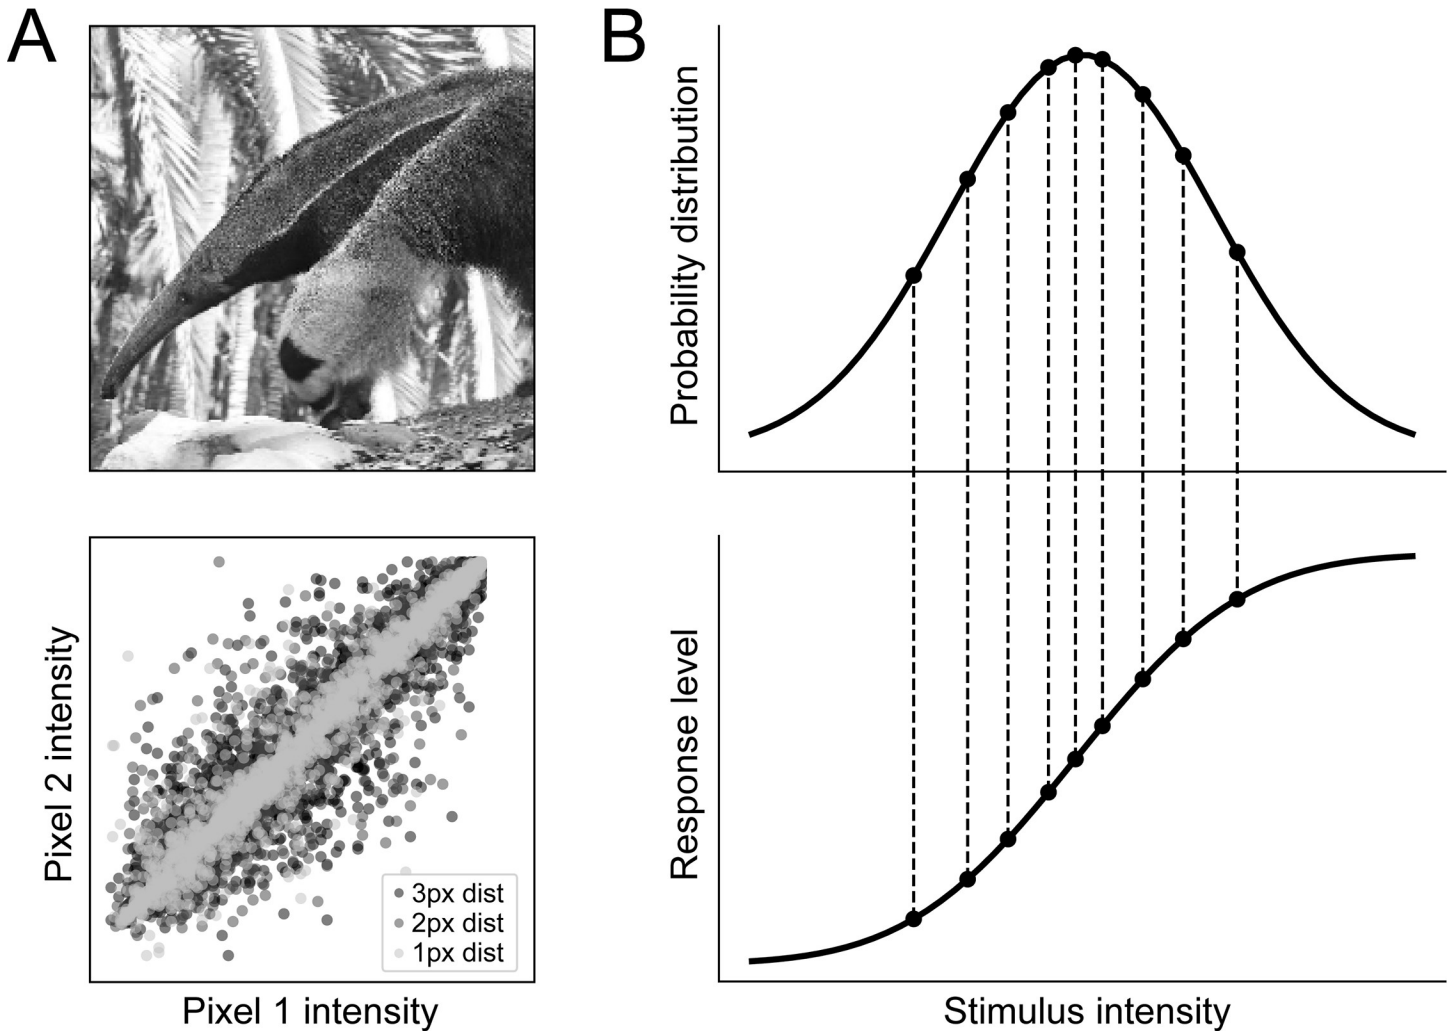 A
B
Probability distribution
Pixel 2 intensity
3px dist
2px dist
1px dist
Pixel 1 intensity
Response level
Stimulus intensity